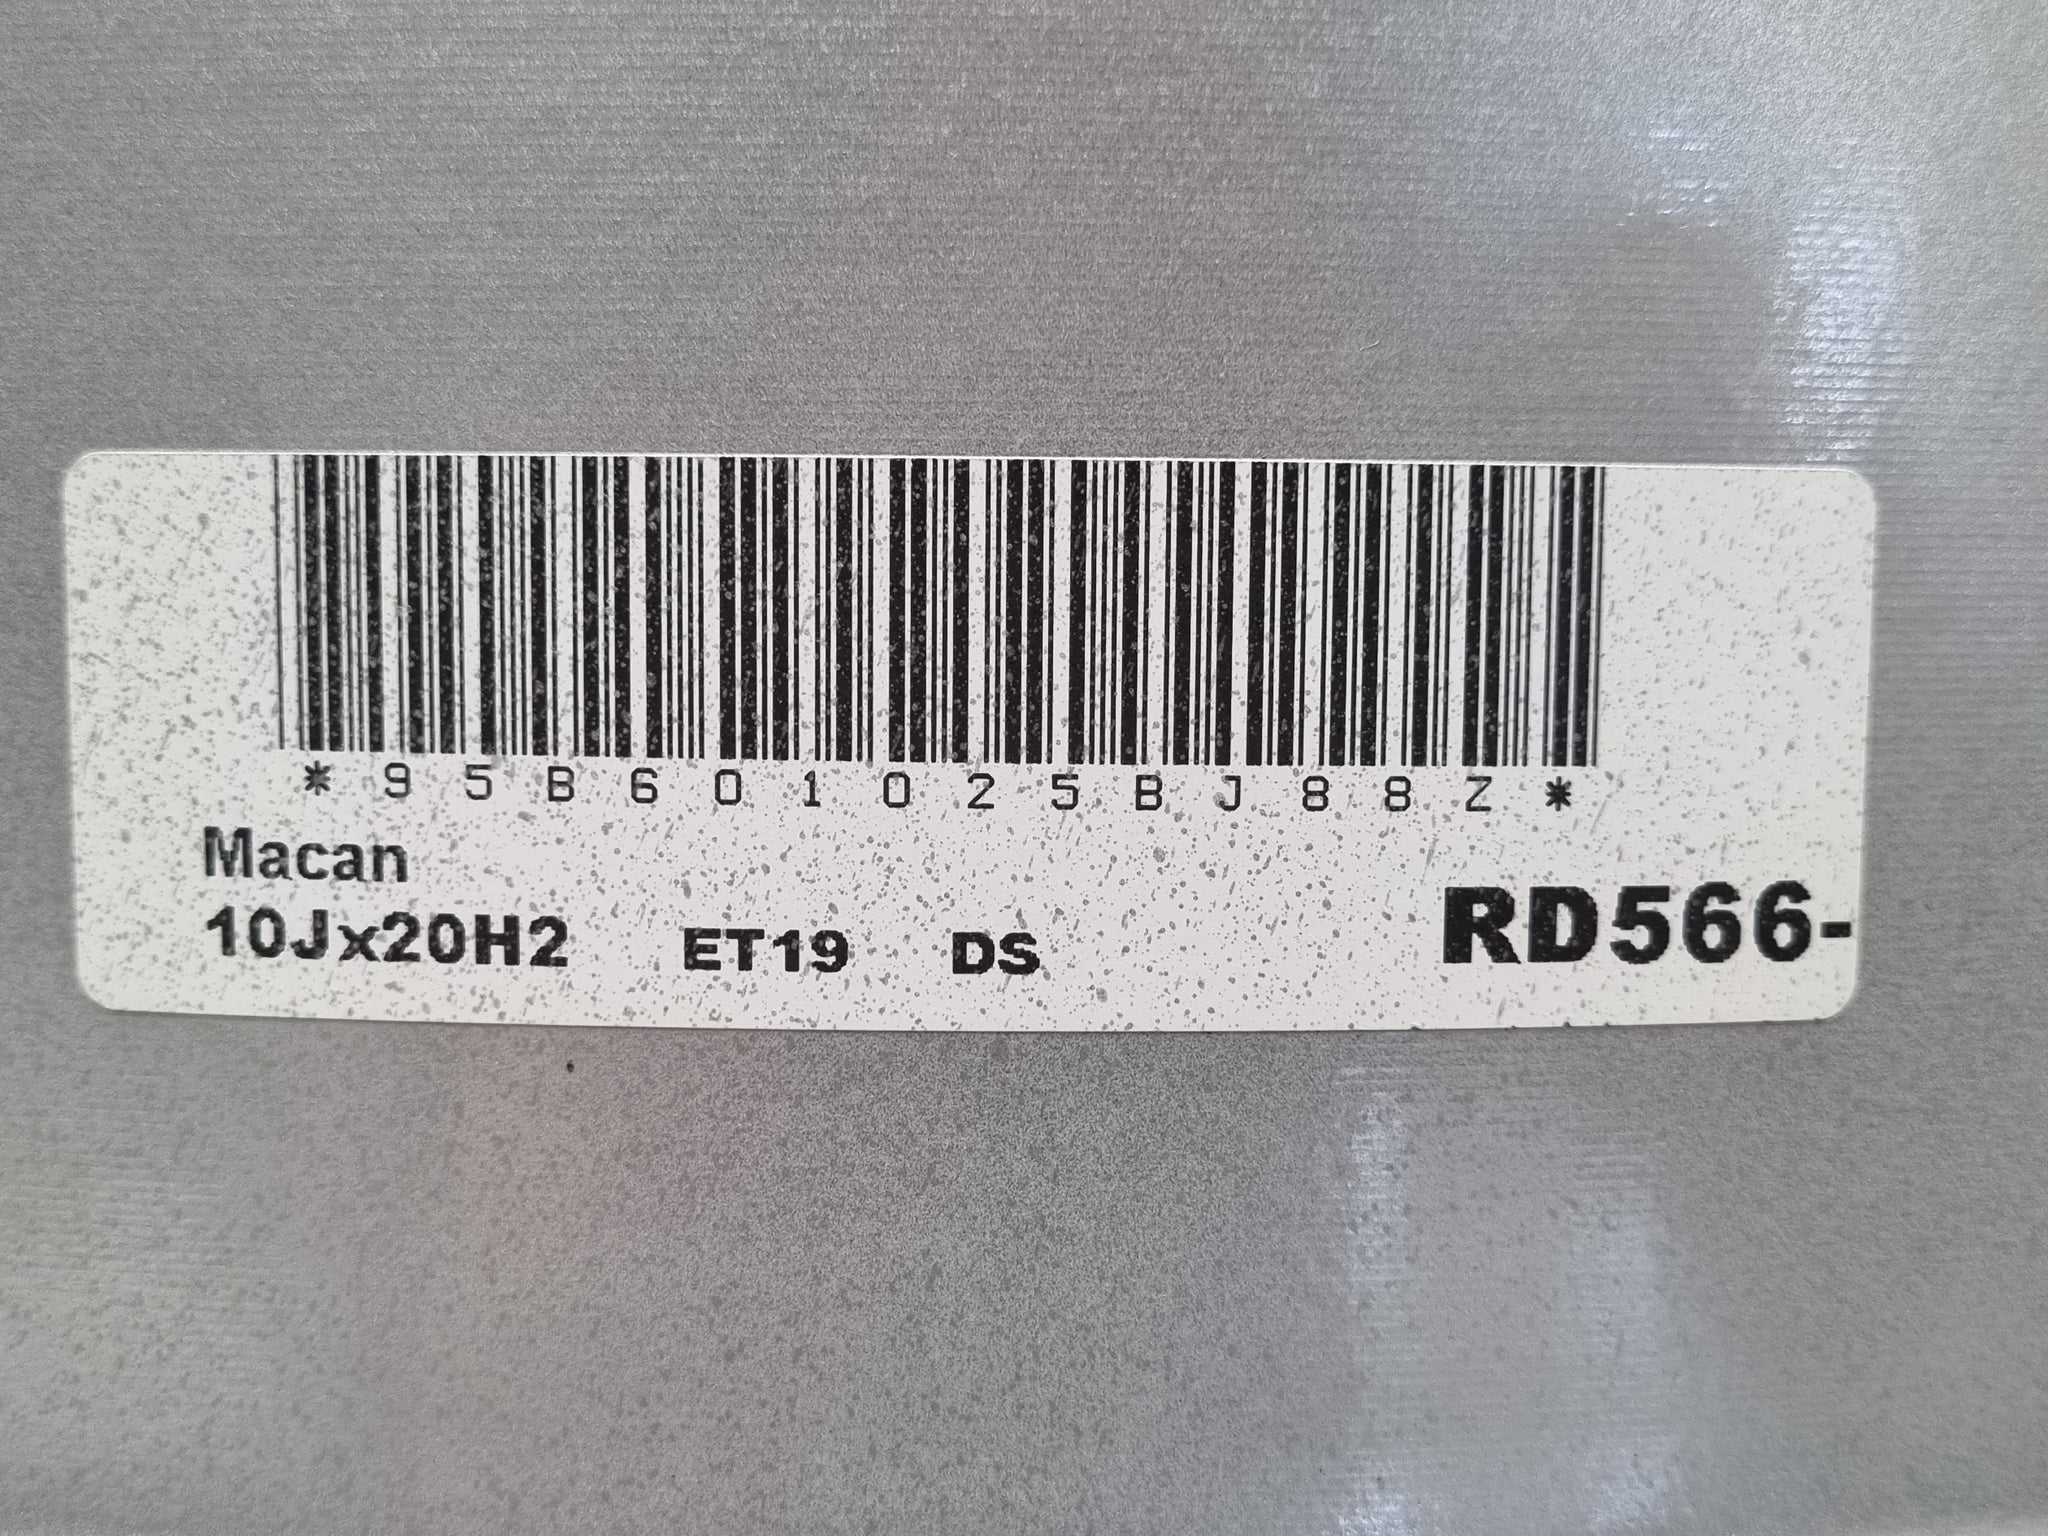 *95B601025BJ88Z*
Macan
10Jx20H2 ET19 DS RD566-